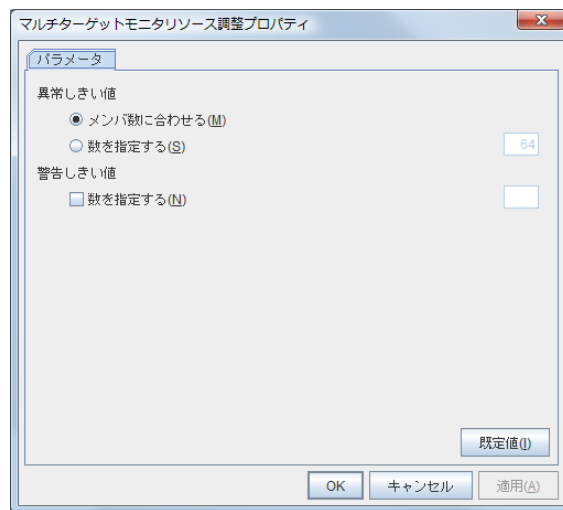 マルチターゲットモニタリソース調整プロパティ
パラメータ
異常しきい値
メンバ数に合わせる(M)
数を指定する(S) 64
警告しきい値
数を指定する(N)
既定値(I)
OK キャンセル 適用(A)